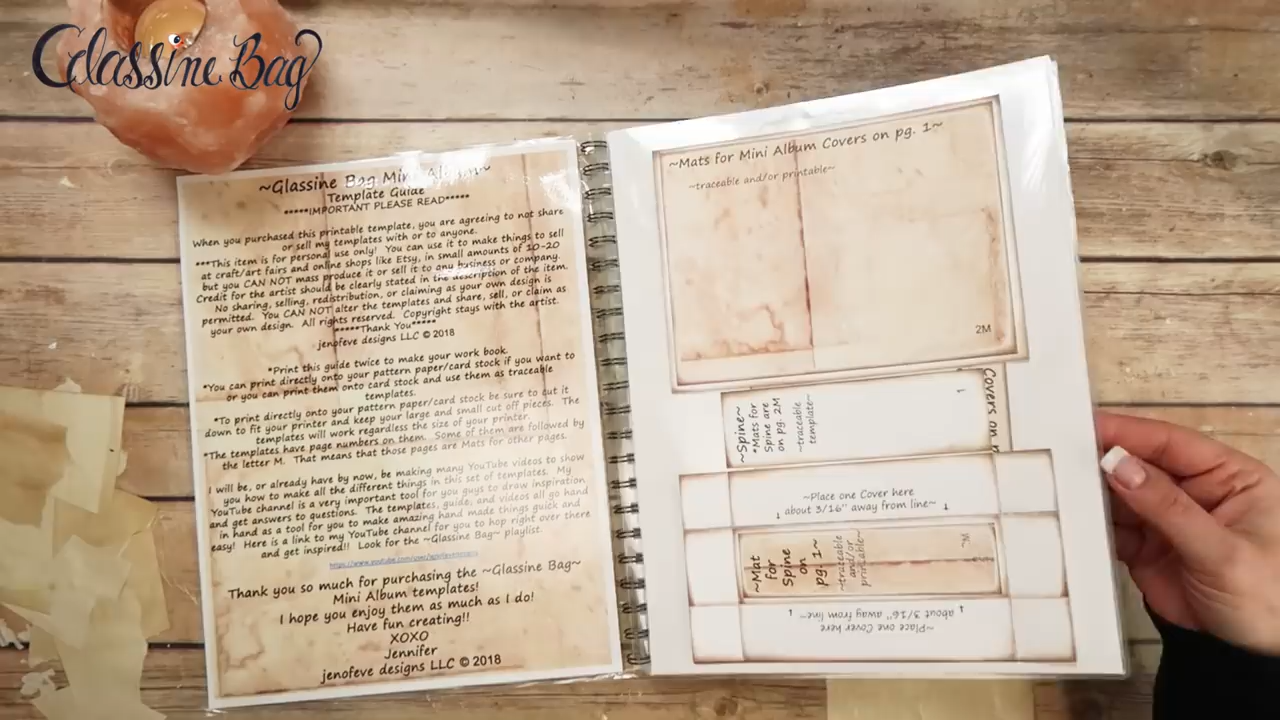 Glassine Bag
~Glassine Bag Mini Album~
Template Guide
*****IMPORTANT PLEASE READ*****
When you purchased this printable template, you are agreeing to not share
or sell my templates with or to anyone.
***This item is for personal use only! You can use it to make things to sell
at craft/art fairs and online shops like Etsy, in small amounts of 10-20
but you CAN NOT mass produce it or sell it to any business or company.
Credit for the artist should be clearly stated in the description of the item.
No sharing, selling, redistribution, or claiming as your own design is
permitted. You CAN NOT alter the templates and share, sell, or claim as
your own design. All rights reserved. Copyright stays with the artist.
*****Thank You*****
jenofeve designs LLC © 2018
*Print this guide twice to make your work book.
*You can print directly onto your pattern paper/card stock if you want to
or you can print them onto card stock and use them as traceable
templates.
*To print directly onto your pattern paper/card stock be sure to cut it
down to fit your printer and keep your large and small cut off pieces. The
templates will work regardless the size of your printer.
*The templates have page numbers on them. Some of them are followed by
the letter M. That means that those pages are Mats for other pages.
I will be, or already have by now, be making many YouTube videos to show
you how to make all the different things in this set of templates. My
YouTube channel is a very important tool for you guys to draw inspiration
and get answers to questions. The templates, guide, and videos all go hand
in hand as a tool for you to make amazing hand made things quick and
easy! Here is a link to my YouTube channel for you to hop right over there
and get inspired!! Look for the ~Glassine Bag~ playlist.
Thank you so much for purchasing the ~Glassine Bag~
Mini Album templates!
I hope you enjoy them as much as I do!
Have fun creating!!
XOXO
Jennifer
jenofeve designs LLC © 2018
~Mats for Mini Album Covers on pg. 1~
~traceable and/or printable~
2M
~Spine~
*Mats for
Spine are
on pg. 2M
~traceable
template~
1
Covers on
~Place one Cover here
about 3/16" away from line~
~Mat
for
Spine
on
pg. 1~
~traceable
and/or
printable~
~Place one Cover here
about 3/16" away from line~